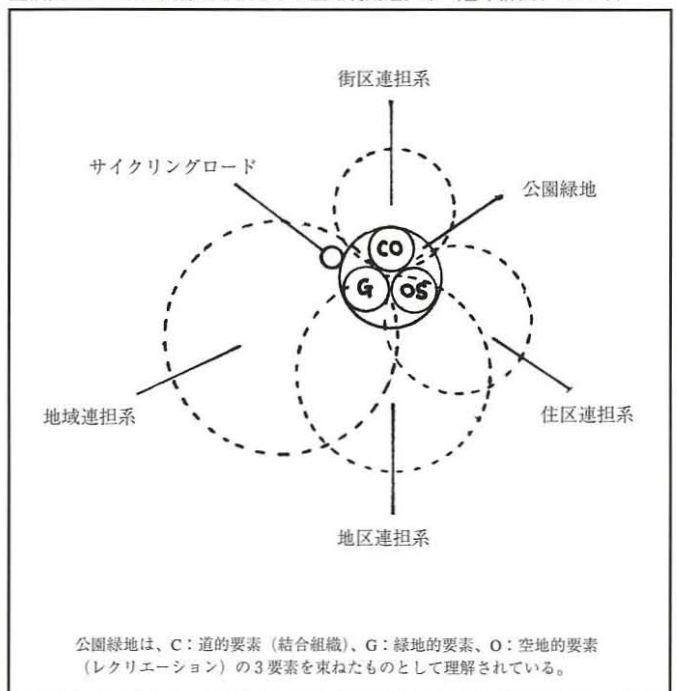 街区連担系
サイクリングロード
公園緑地
CO
G
OS
地域連担系
住区連担系
地区連担系
公園緑地は、C：道的要素（結合組織）、G：緑地的要素、O：空地的要素
（レクリエーション）の3要素を束ねたものとして理解されている。